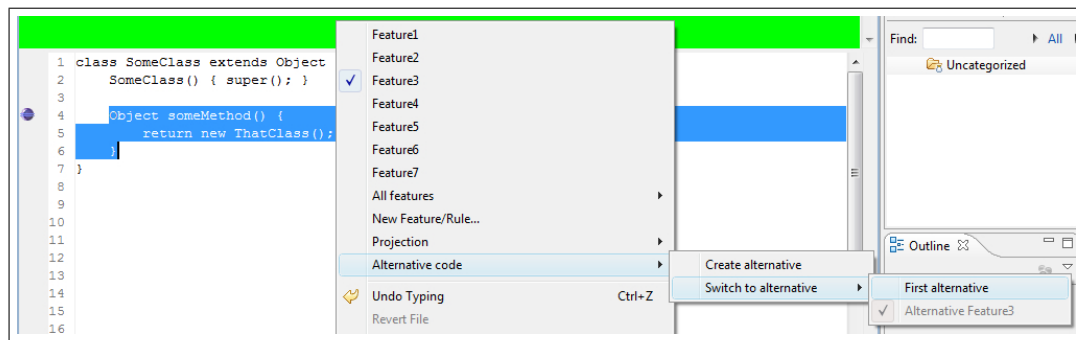 Feature1
Feature2
Feature3
Feature4
Feature5
Feature6
Feature7
All features
New Feature/Rule...
Projection
Alternative code
Undo Typing Ctrl+Z
Revert File
Create alternative
Switch to alternative
First alternative
Alternative Feature3
1 class SomeClass extends Object
2 SomeClass() { super(); }
3
4 Object someMethod() {
5 return new ThatClass();
6 }
7 }
8
9
10
11
12
13
14
15
16
Find: All
Uncategorized
Outline